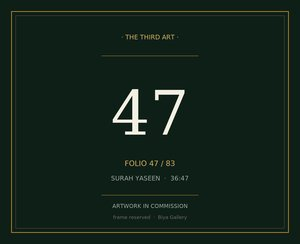 · THE THIRD ART ·
47
FOLIO 47 / 83
SURAH YASEEN · 36:47
ARTWORK IN COMMISSION
frame reserved · Biya Gallery